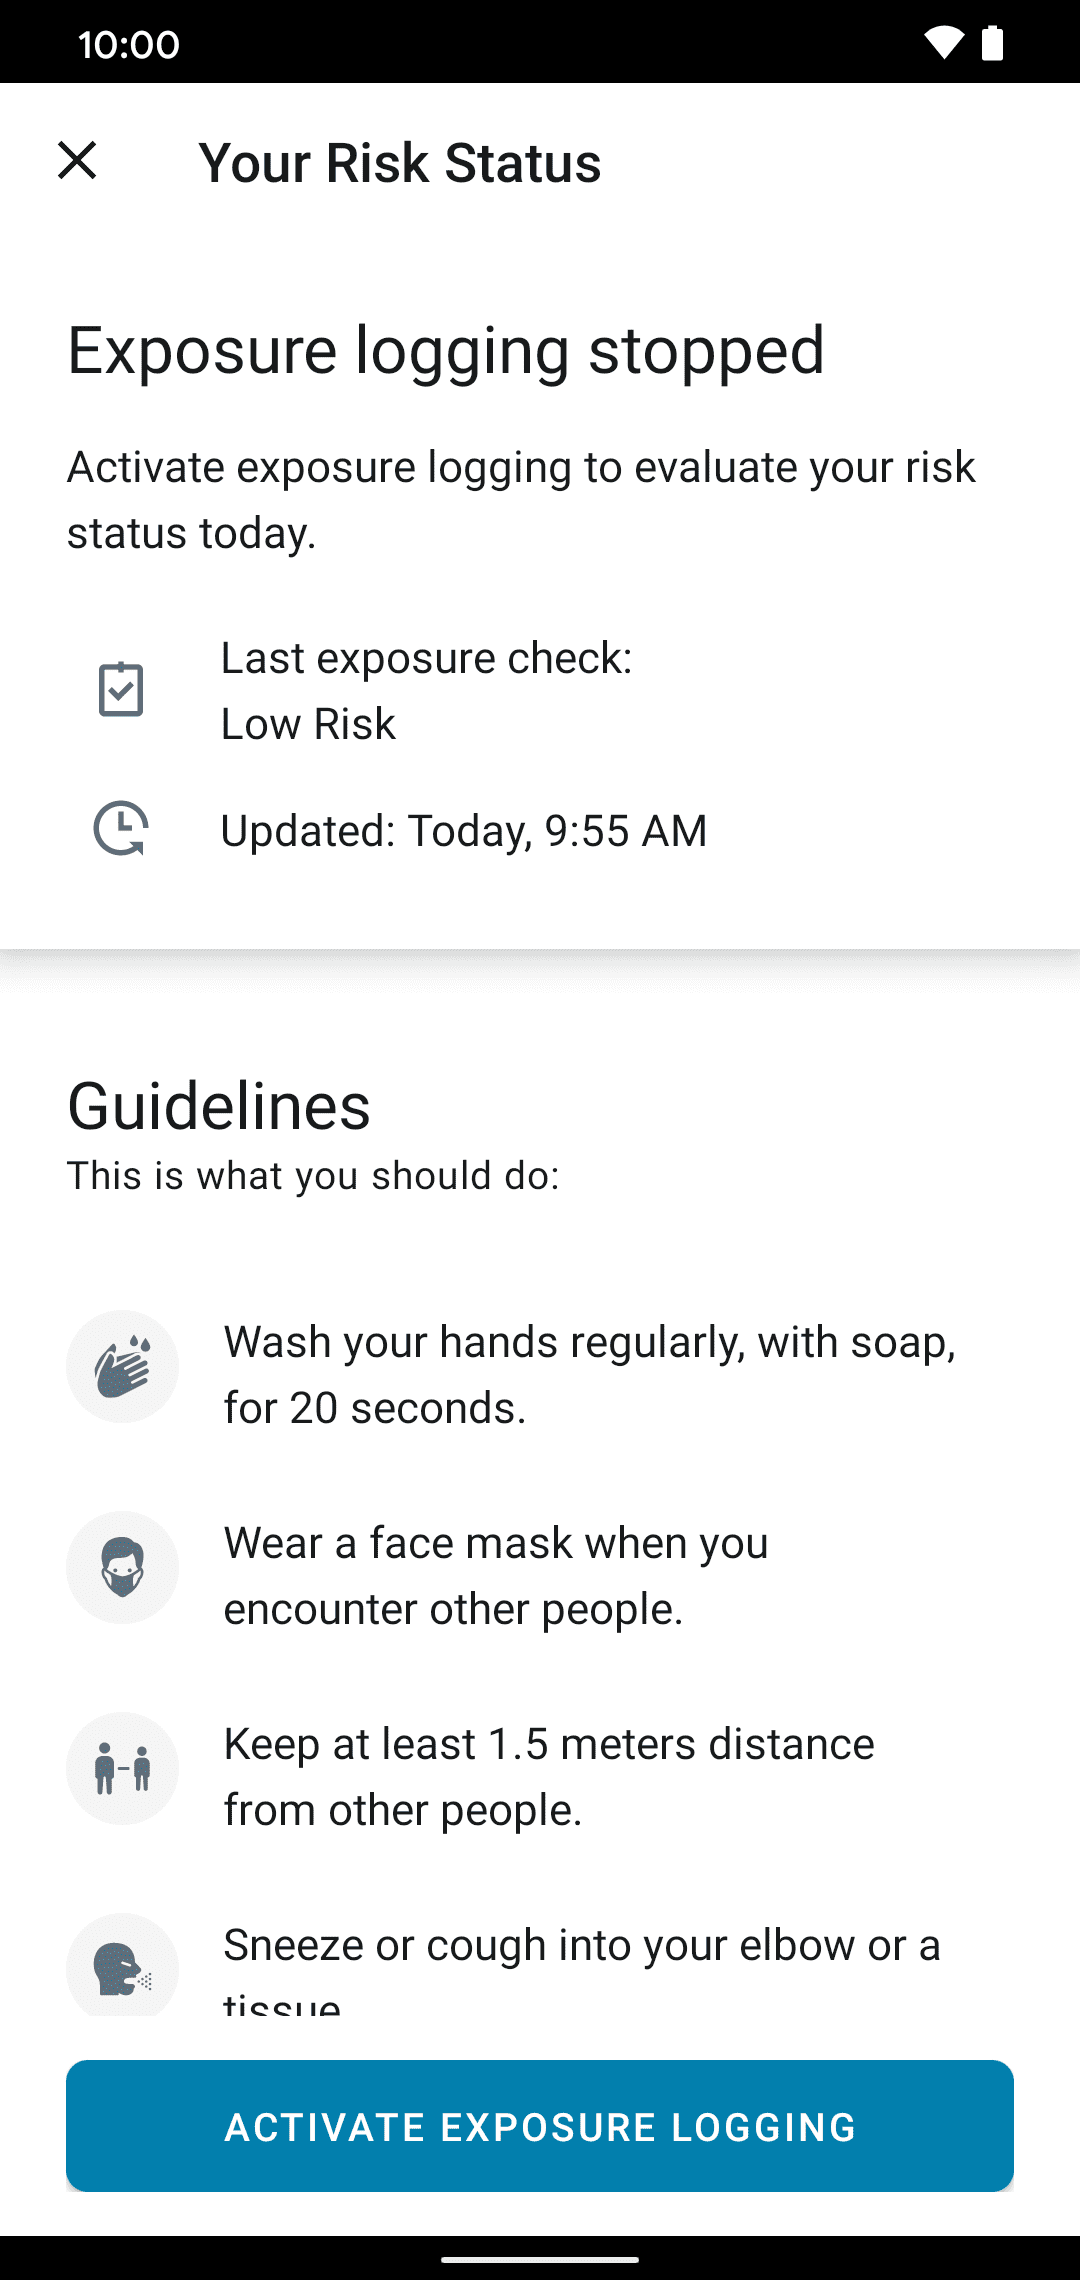 10:00
Your Risk Status
Exposure logging stopped
Activate exposure logging to evaluate your risk
status today.
Last exposure check:
Low Risk
Updated: Today, 9:55 AM
Guidelines
This is what you should do:
Wash your hands regularly, with soap,
for 20 seconds.
Wear a face mask when you
encounter other people.
Keep at least 1.5 meters distance
from other people.
Sneeze or cough into your elbow or a
tissue
ACTIVATE EXPOSURE LOGGING